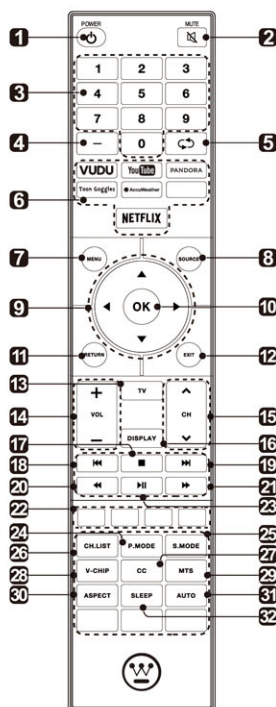 POWER
MUTE
1
2
1 2 3
3
4 5 6
7 8 9
4
—
0
5
VUDU YouTube PANDORA
6
Toon Goggles AccuWeather
NETFLIX
7
MENU
SOURCE
8
9
OK
10
11
RETURN
EXIT
12
13
TV
14
+
VOL
—
CH
15
DISPLAY
16
17
18
19
20
21
22
23
24
25
26
CH.LIST P.MODE S.MODE
27
28
V-CHIP CC MTS
29
30
ASPECT SLEEP AUTO
31
32